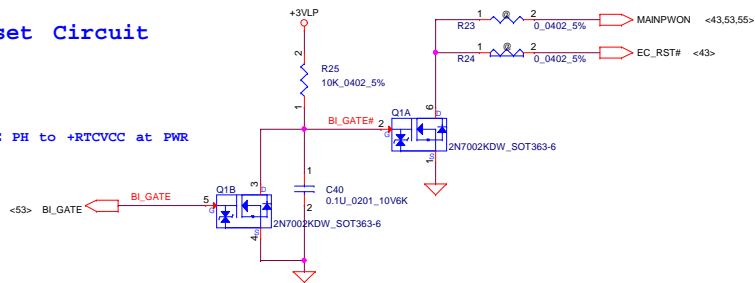 set Circuit
+3VLP
1 @ 2
R23 0_0402_5%
MAINPWON <43,53,55>
1 @ 2
R24 0_0402_5%
EC_RST# <43>
2
R25
10K_0402_5%
1
PH to +RTCVCC at PWR
BI_GATE# 2
Q1A
6
D
G
S
1
2N7002KDW_SOT363-6
<53> BI_GATE
BI_GATE
5
Q1B
3
D
G
S
4
2N7002KDW_SOT363-6
1
C40
0.1U_0201_10V6K
2